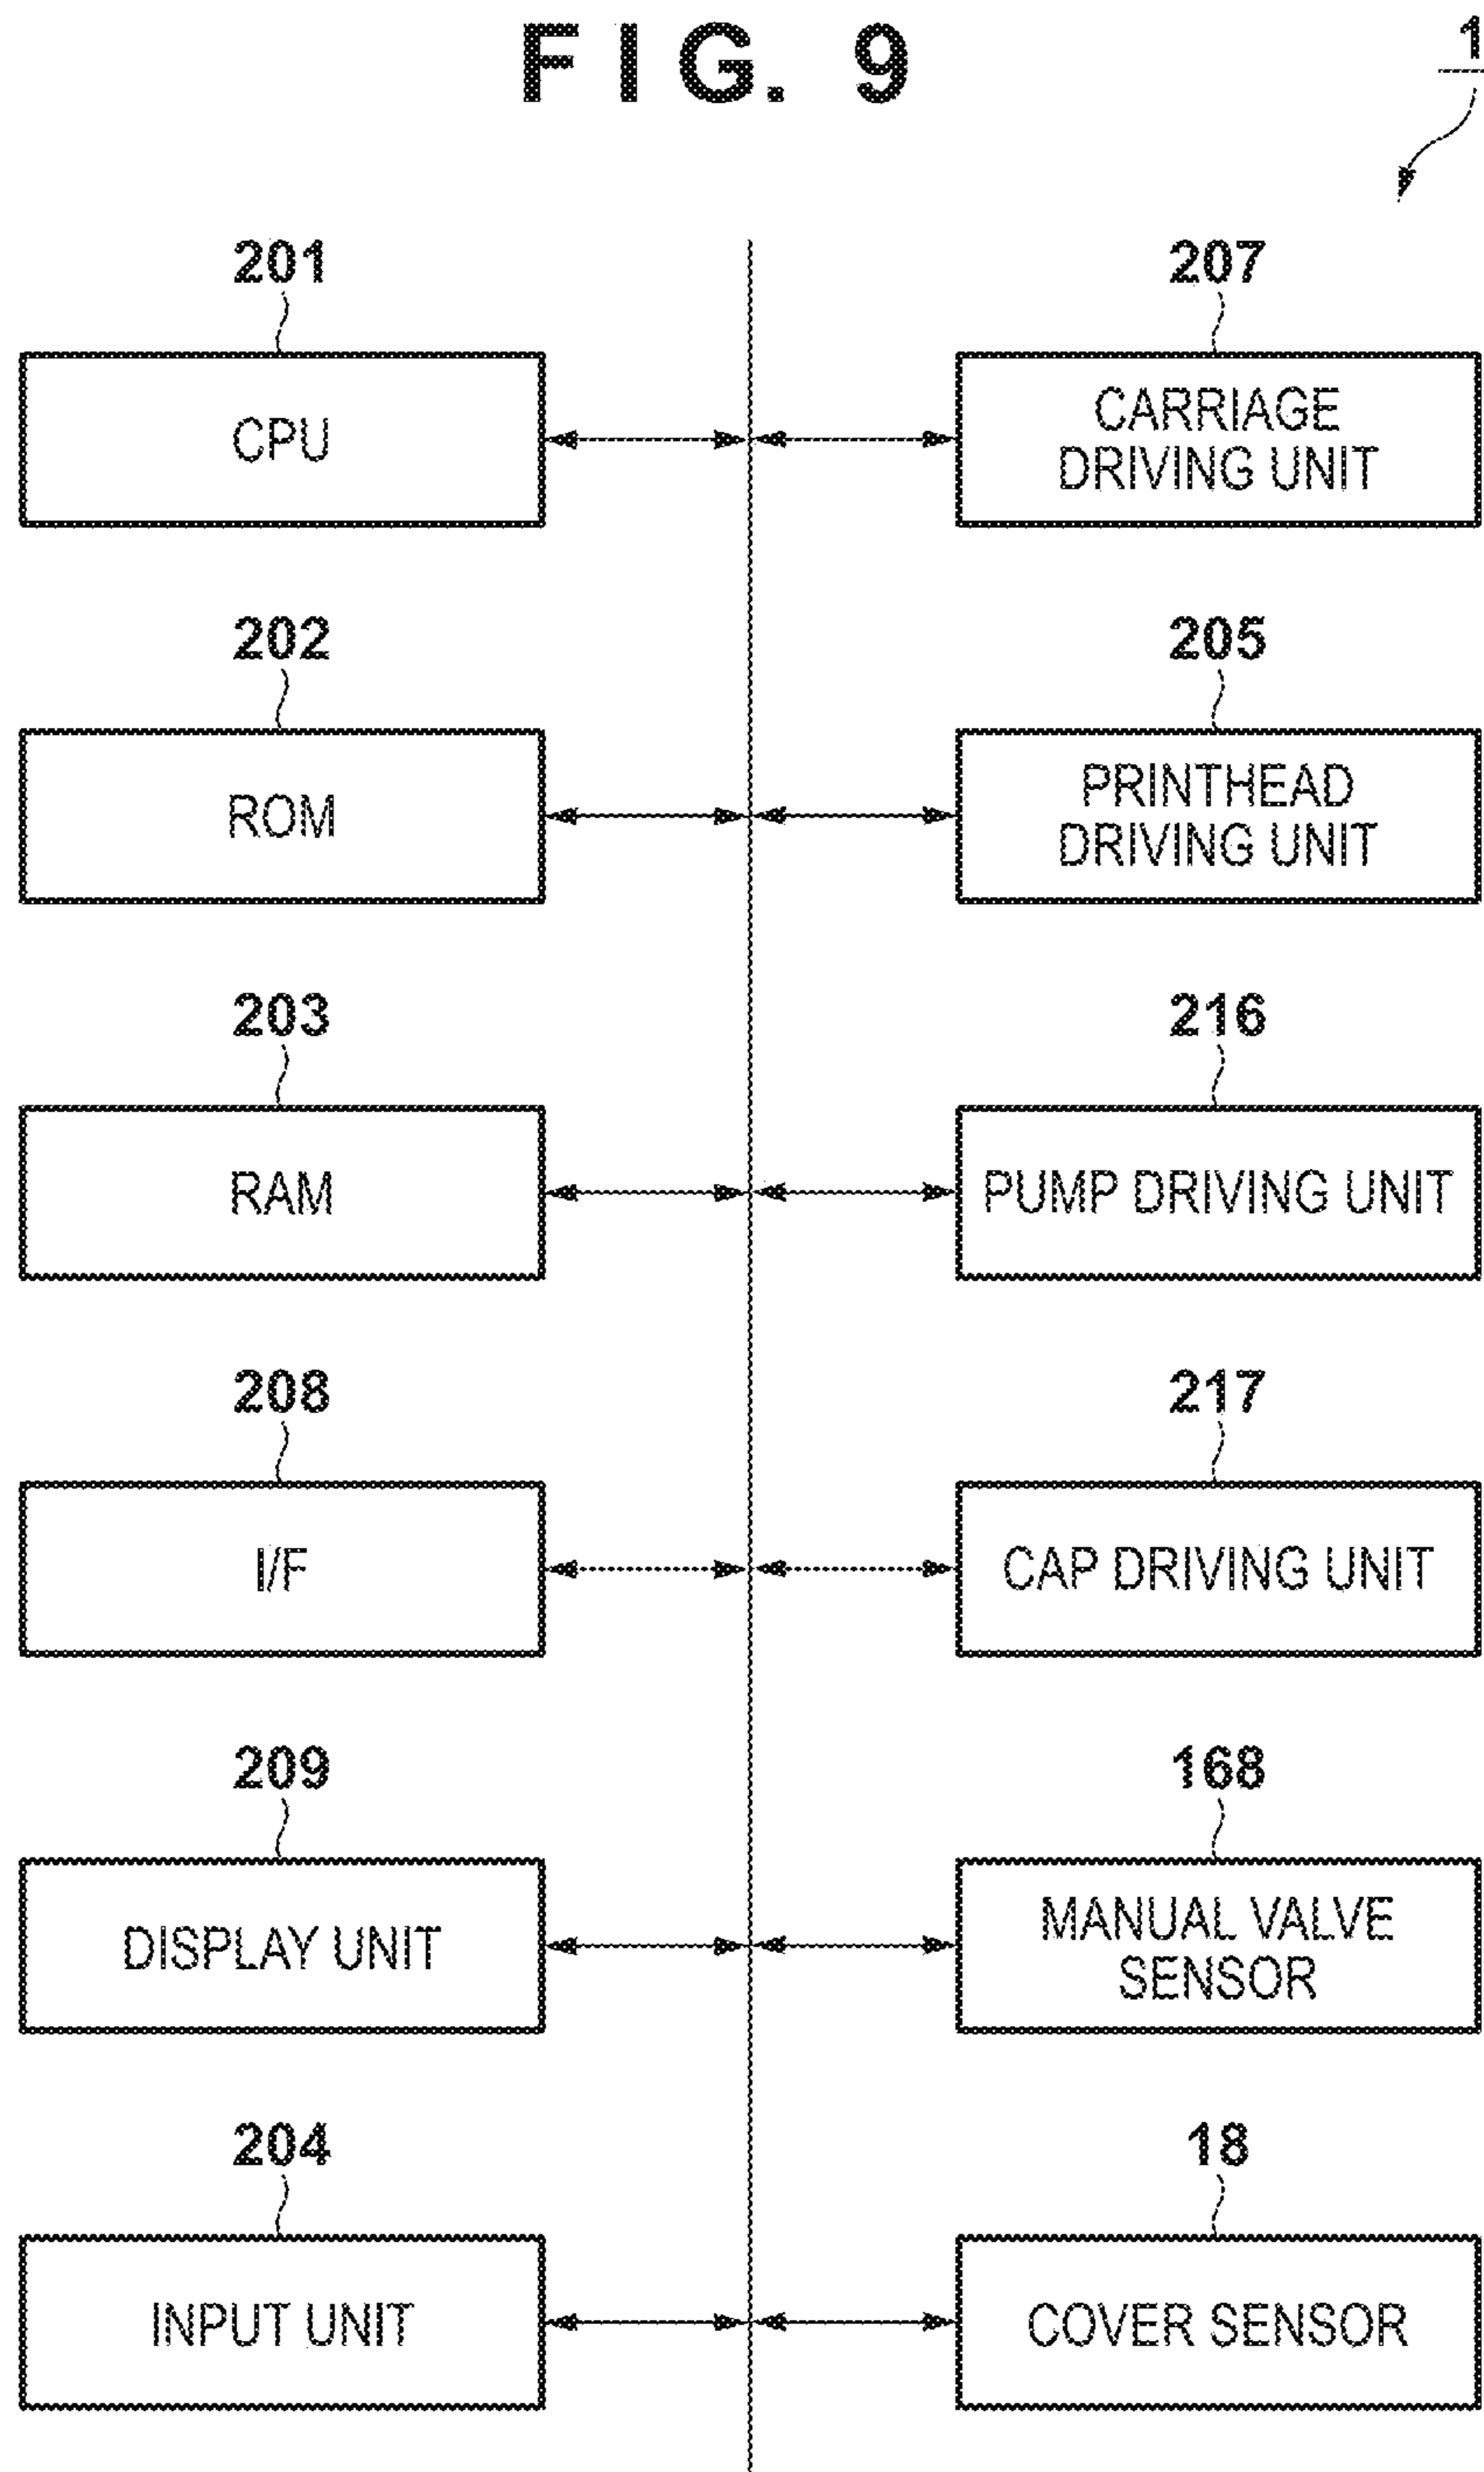 FIG. 9
1
201
CPU
207
CARRIAGE
DRIVING UNIT
202
ROM
205
PRINTHEAD
DRIVING UNIT
203
RAM
216
PUMP DRIVING UNIT
208
I/F
217
CAP DRIVING UNIT
209
DISPLAY UNIT
168
MANUAL VALVE
SENSOR
204
INPUT UNIT
18
COVER SENSOR